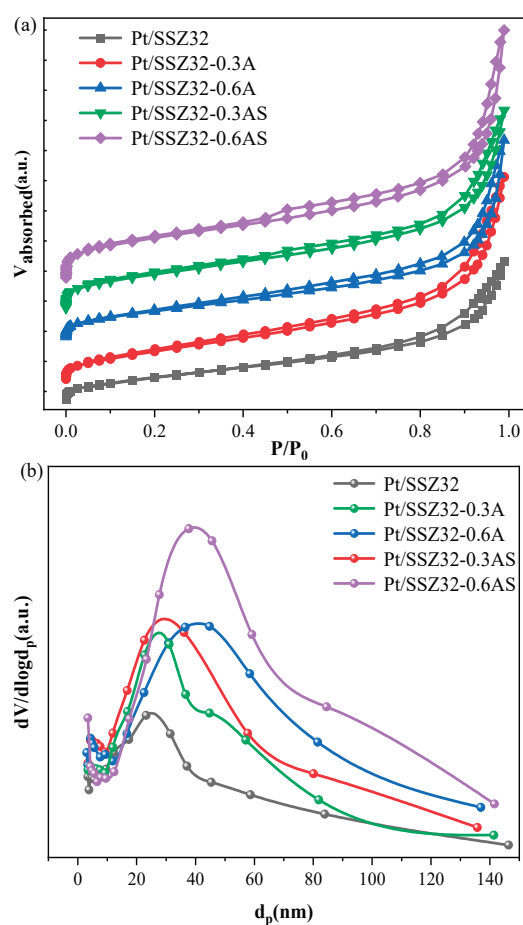 (a)
Pt/SSZ32
Pt/SSZ32-0.3A
Pt/SSZ32-0.6A
Pt/SSZ32-0.3AS
Pt/SSZ32-0.6AS
Vabsorbed(a.u.)
0.0 0.2 0.4 0.6 0.8 1.0
P/P0
(b)
Pt/SSZ32
Pt/SSZ32-0.3A
Pt/SSZ32-0.6A
Pt/SSZ32-0.3AS
Pt/SSZ32-0.6AS
dV/dlogdp(a.u.)
0 20 40 60 80 100 120 140
dp(nm)